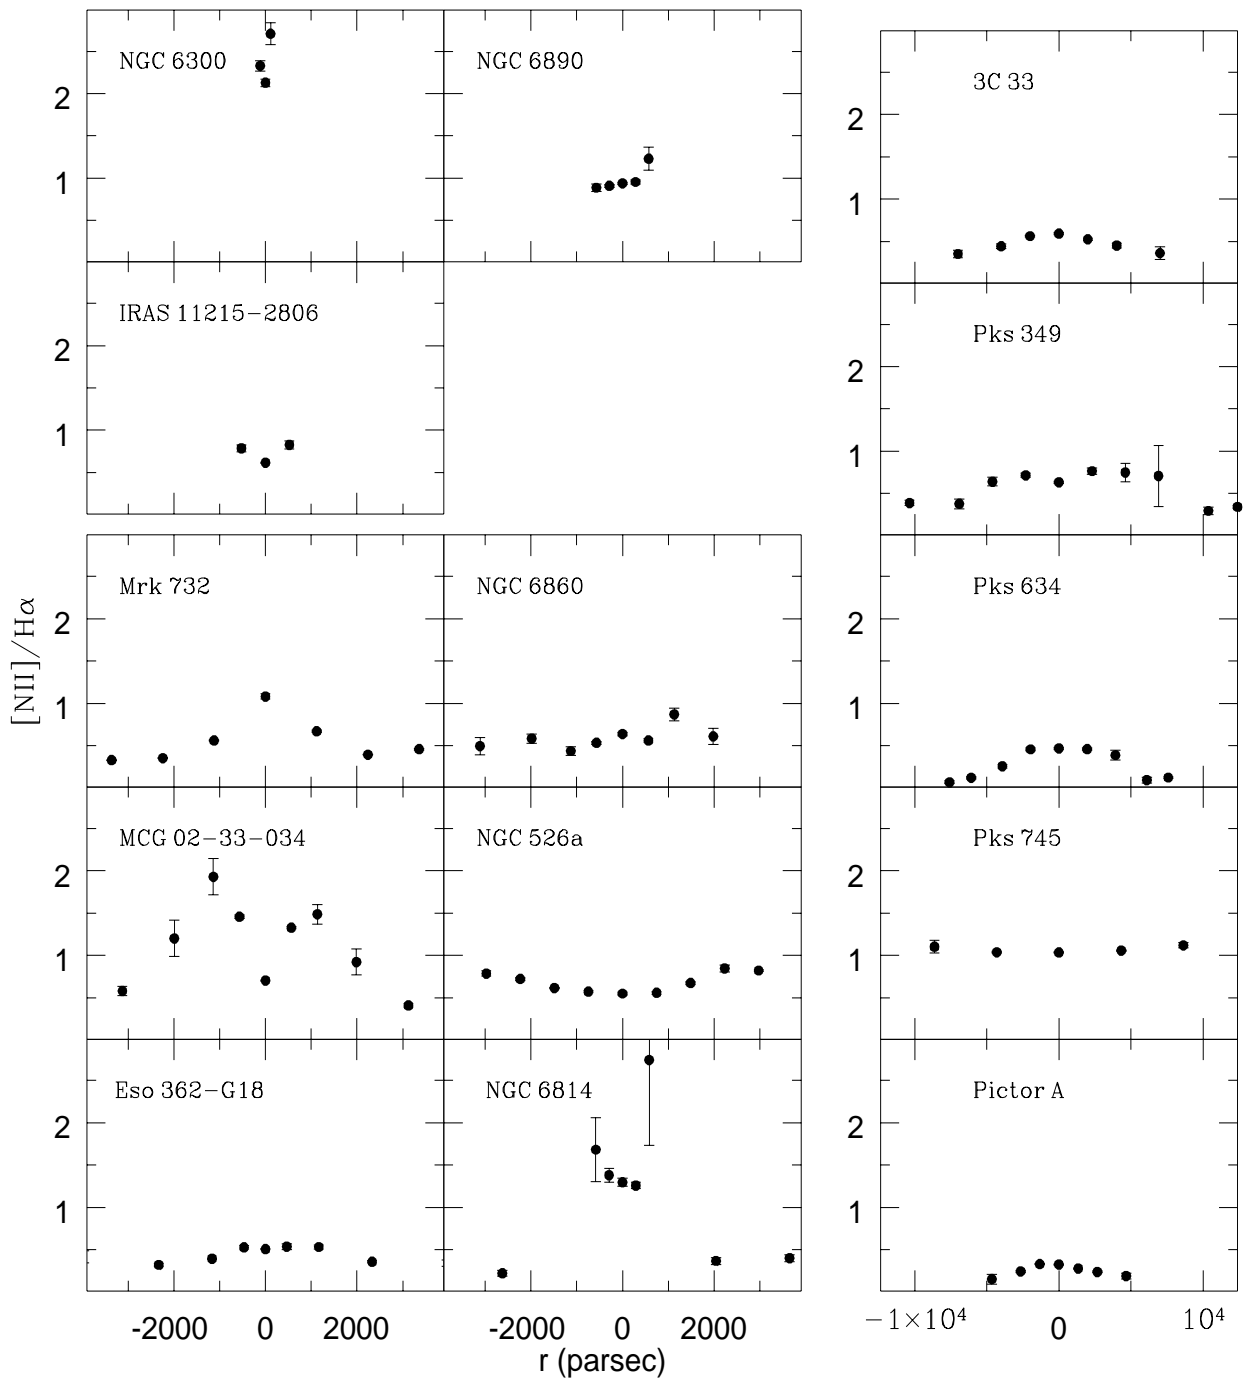 NGC 6300
NGC 6890
3C 33
2
1
2
1
IRAS 11215-2806
Pks 349
2
1
2
1
Mrk 732
NGC 6860
Pks 634
2
1
2
1
[NII]/Hα
MCG 02-33-034
NGC 526a
Pks 745
2
1
2
1
Eso 362-G18
NGC 6814
Pictor A
2
1
2
1
-2000 0 2000
-2000 0 2000
−1×10⁴ 0 10⁴
r (parsec)